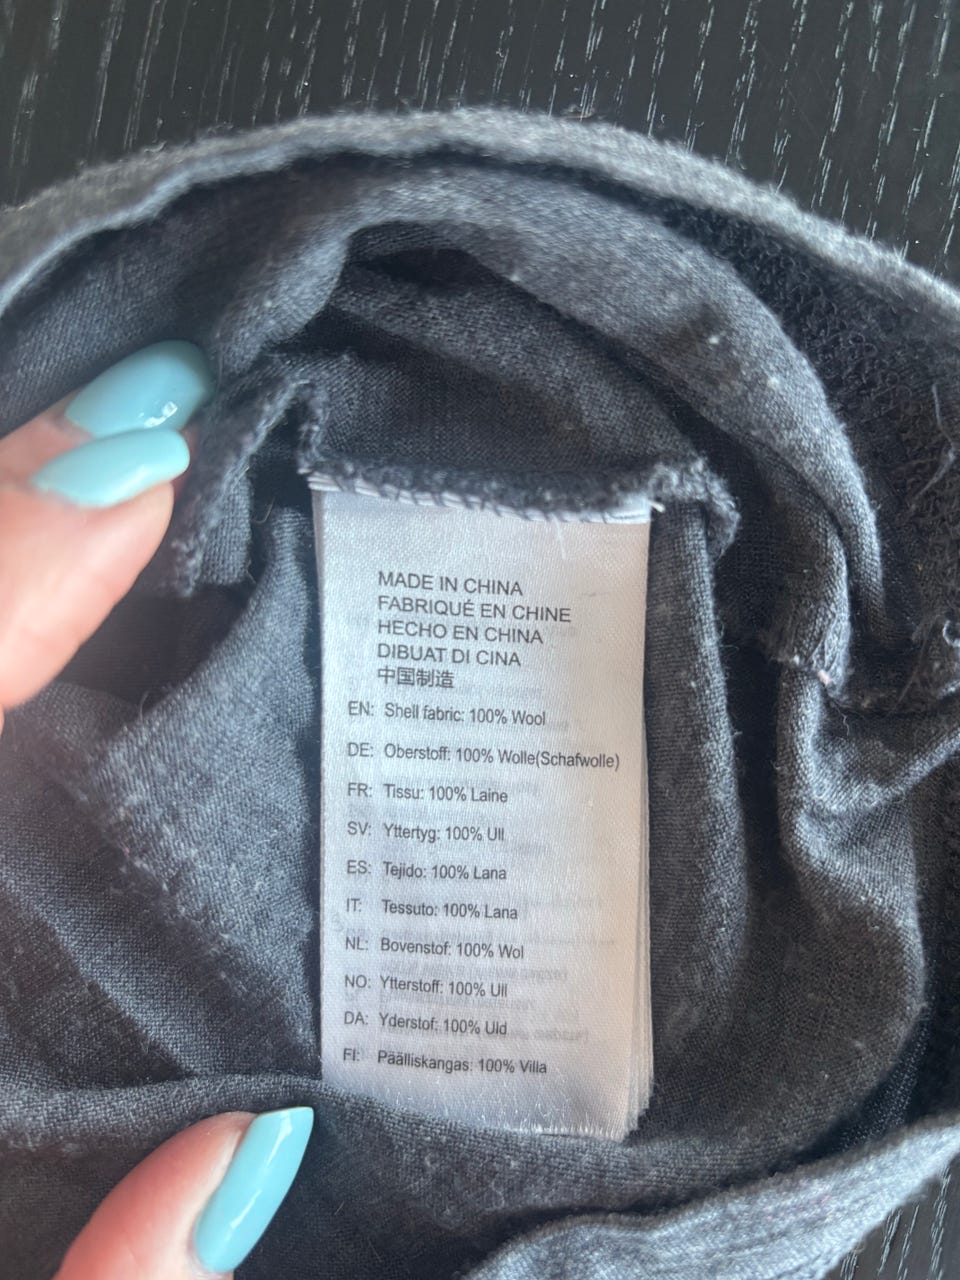 MADE IN CHINA
FABRIQUÉ EN CHINE
HECHO EN CHINA
DIBUAT DI CINA
中国制造
EN: Shell fabric: 100% Wool
DE: Oberstoff: 100% Wolle(Schafwolle)
FR: Tissu: 100% Laine
SV: Yttertyg: 100% Ull
ES: Tejido: 100% Lana
IT: Tessuto: 100% Lana
NL: Bovenstof: 100% Wol
NO: Ytterstoff: 100% Ull
DA: Yderstof: 100% Uld
FI: Päälliskangas: 100% Villa